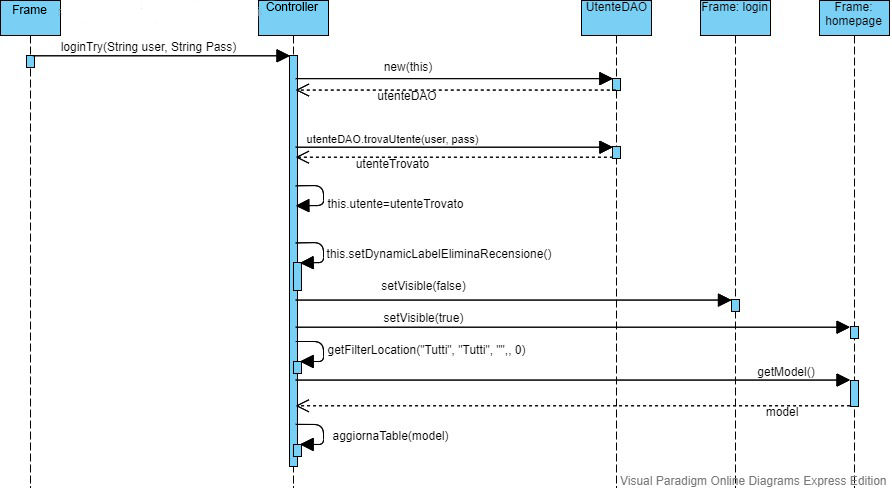 Frame
Controller
UtenteDAO
Frame: login
Frame:
homepage
loginTry(String user, String Pass)
new(this)
utenteDAO
utenteDAO.trovaUtente(user, pass)
utenteTrovato
this.utente=utenteTrovato
this.setDynamicLabelEliminaRecensione()
setVisible(false)
setVisible(true)
getFilterLocation("Tutti", "Tutti", "",, 0)
getModel()
model
aggiornaTable(model)
Visual Paradigm Online Diagrams Express Edition